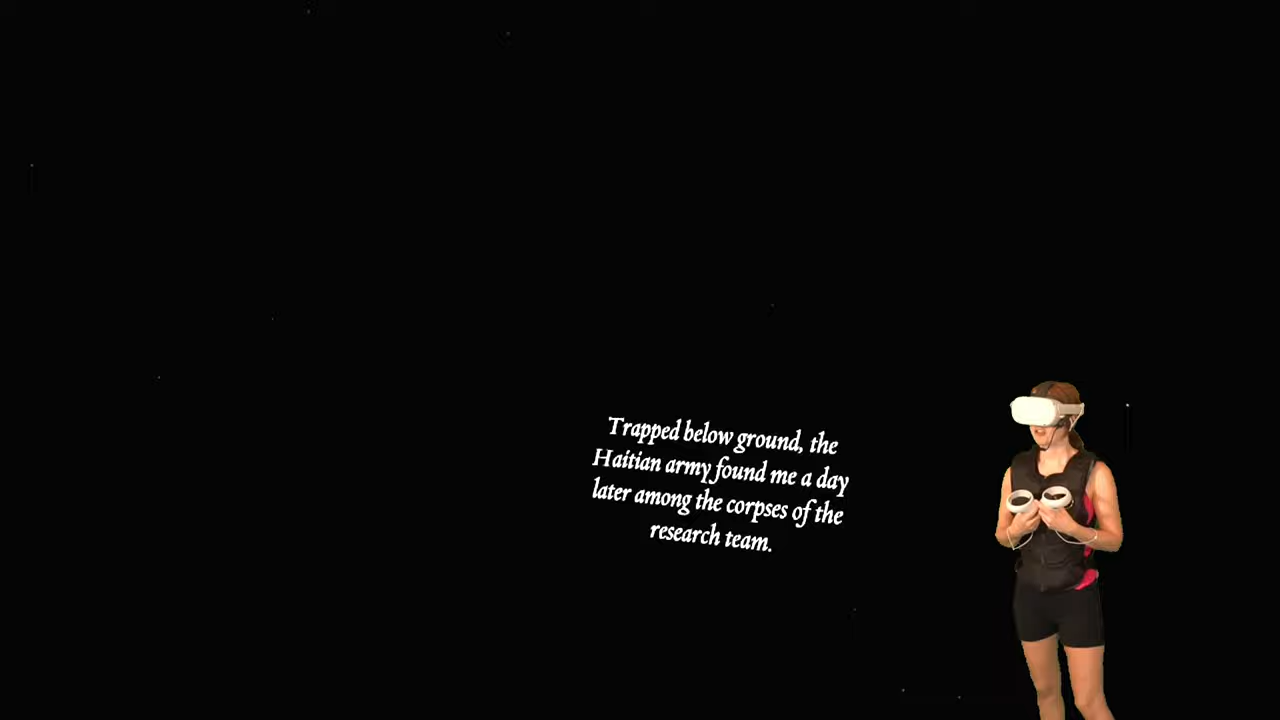 Trapped below ground, the
Haitian army found me a day
later among the corpses of the
research team.